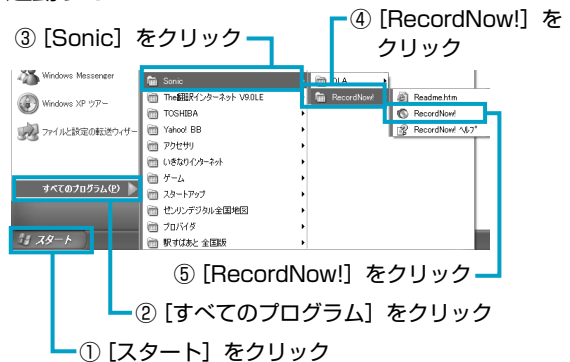 ④ [RecordNow!] を
クリック
③ [Sonic] をクリック
Windows Messenger
Windows XP ツアー
ファイルと設定の転送ウィザー
すべてのプログラム(P)
スタート
Sonic
The翻訳インターネット V9.0LE
TOSHIBA
Yahoo! BB
アクセサリ
いきなりインターネット
ゲーム
スタートアップ
ゼンリンデジタル全国地図
プロバイダ
駅すぱあと 全国版
DLA
RecordNow!
Readme.htm
RecordNow!
RecordNow! ヘルプ
⑤ [RecordNow!] をクリック
② [すべてのプログラム] をクリック
① [スタート] をクリック